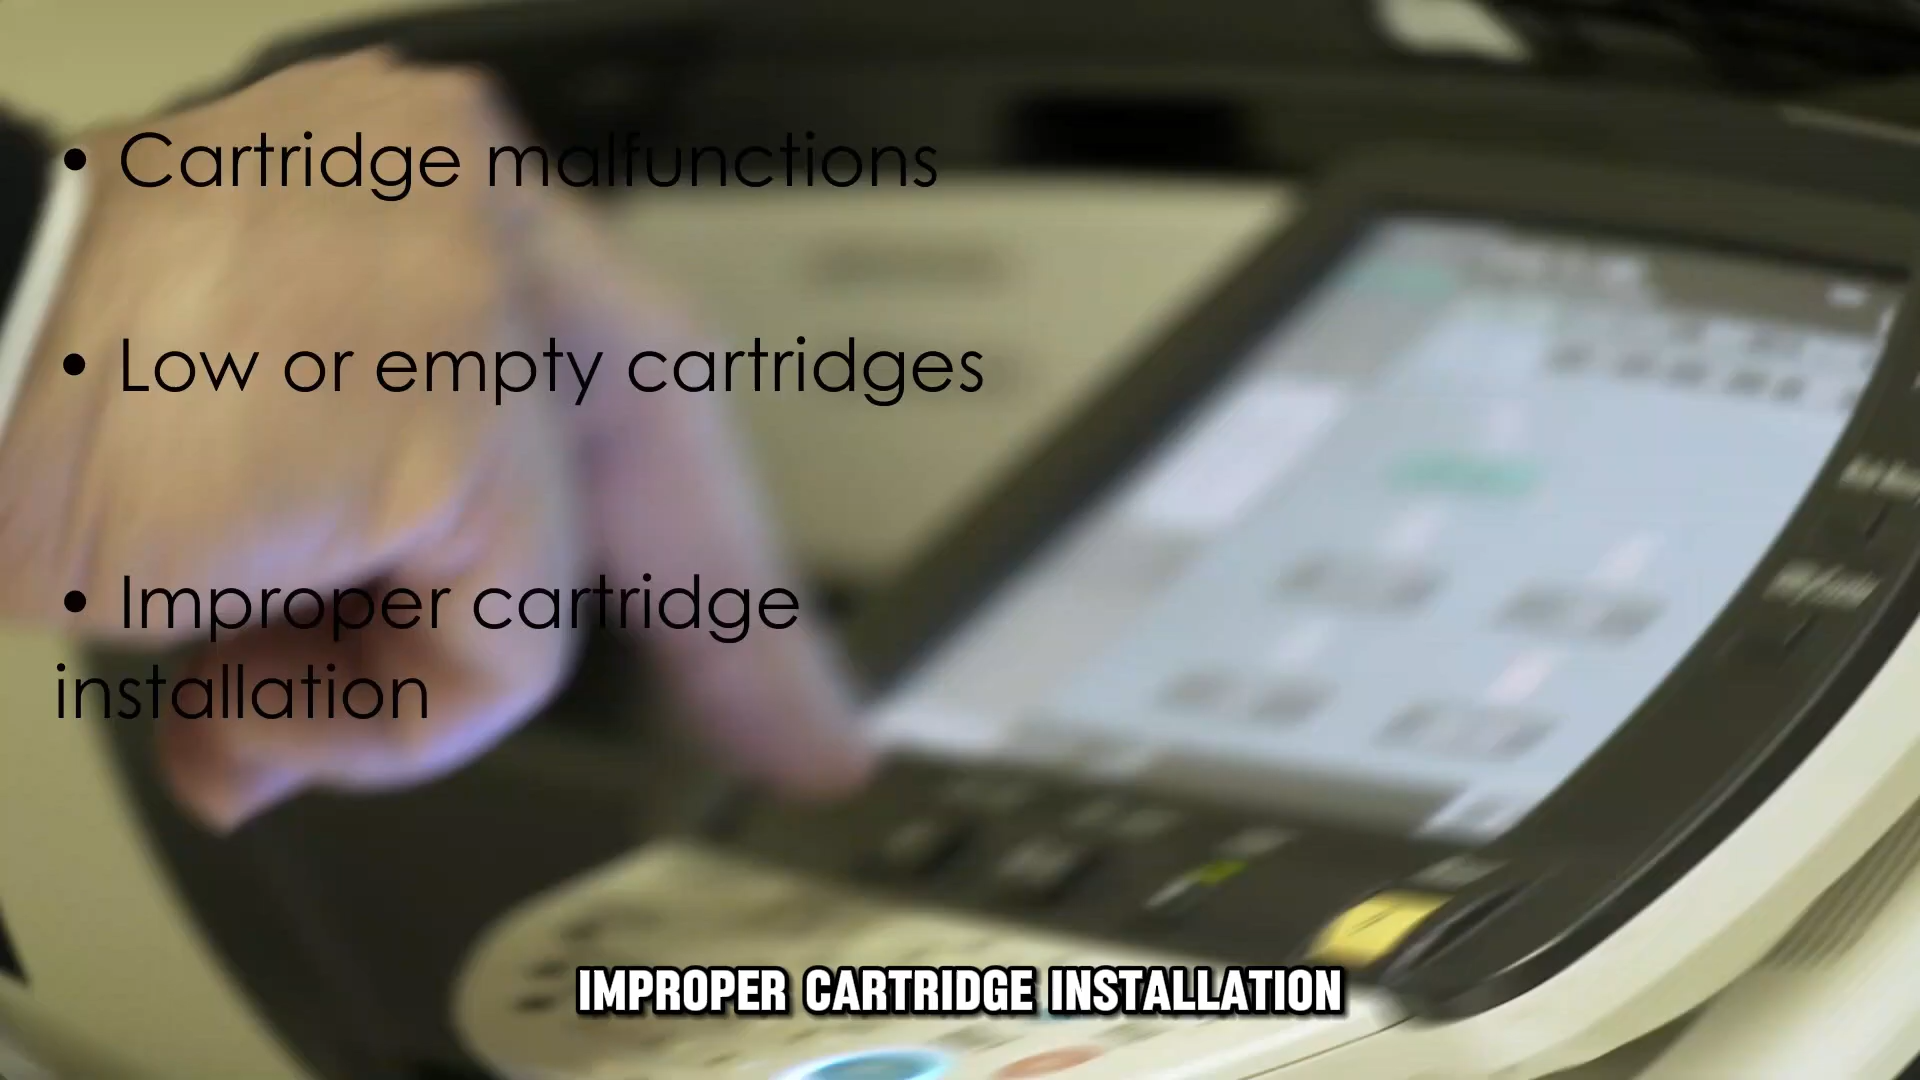 • Cartridge malfunctions
• Low or empty cartridges
• Improper cartridge
installation
IMPROPER CARTRIDGE INSTALLATION